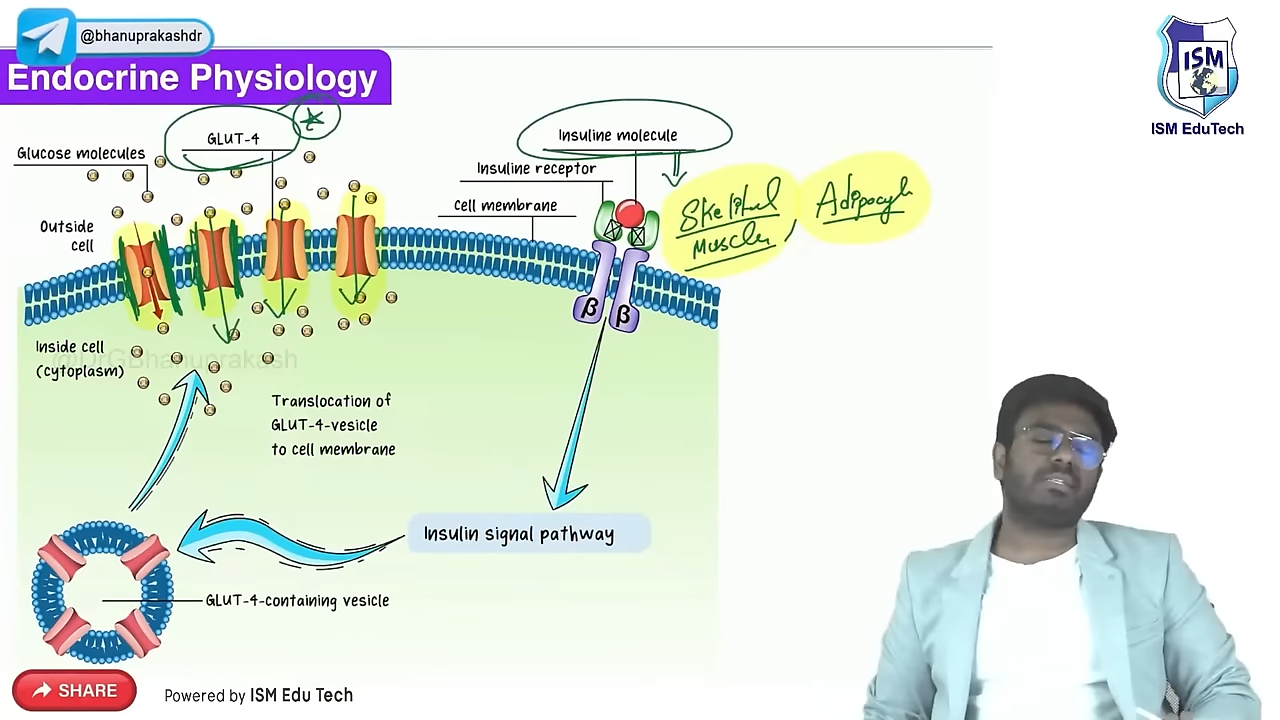 @bhanuprakashdr
Endocrine Physiology
ISM
ISM EduTech
GLUT-4
Glucose molecules
Insuline molecule
Insuline receptor
Cell membrane
Outside
cell
Skeletal
Muscle, Adipocyte
β β
Inside cell
(cytoplasm)
@DrGBhanuprakash
Translocation of
GLUT-4-vesicle
to cell membrane
Insulin signal pathway
GLUT-4-containing vesicle
SHARE
Powered by ISM Edu Tech